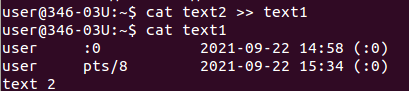 user@346-03U:~$ cat text2 >> text1
user@346-03U:~$ cat text1
user     :0           2021-09-22 14:58 (:0)
user     pts/8        2021-09-22 15:34 (:0)
text 2